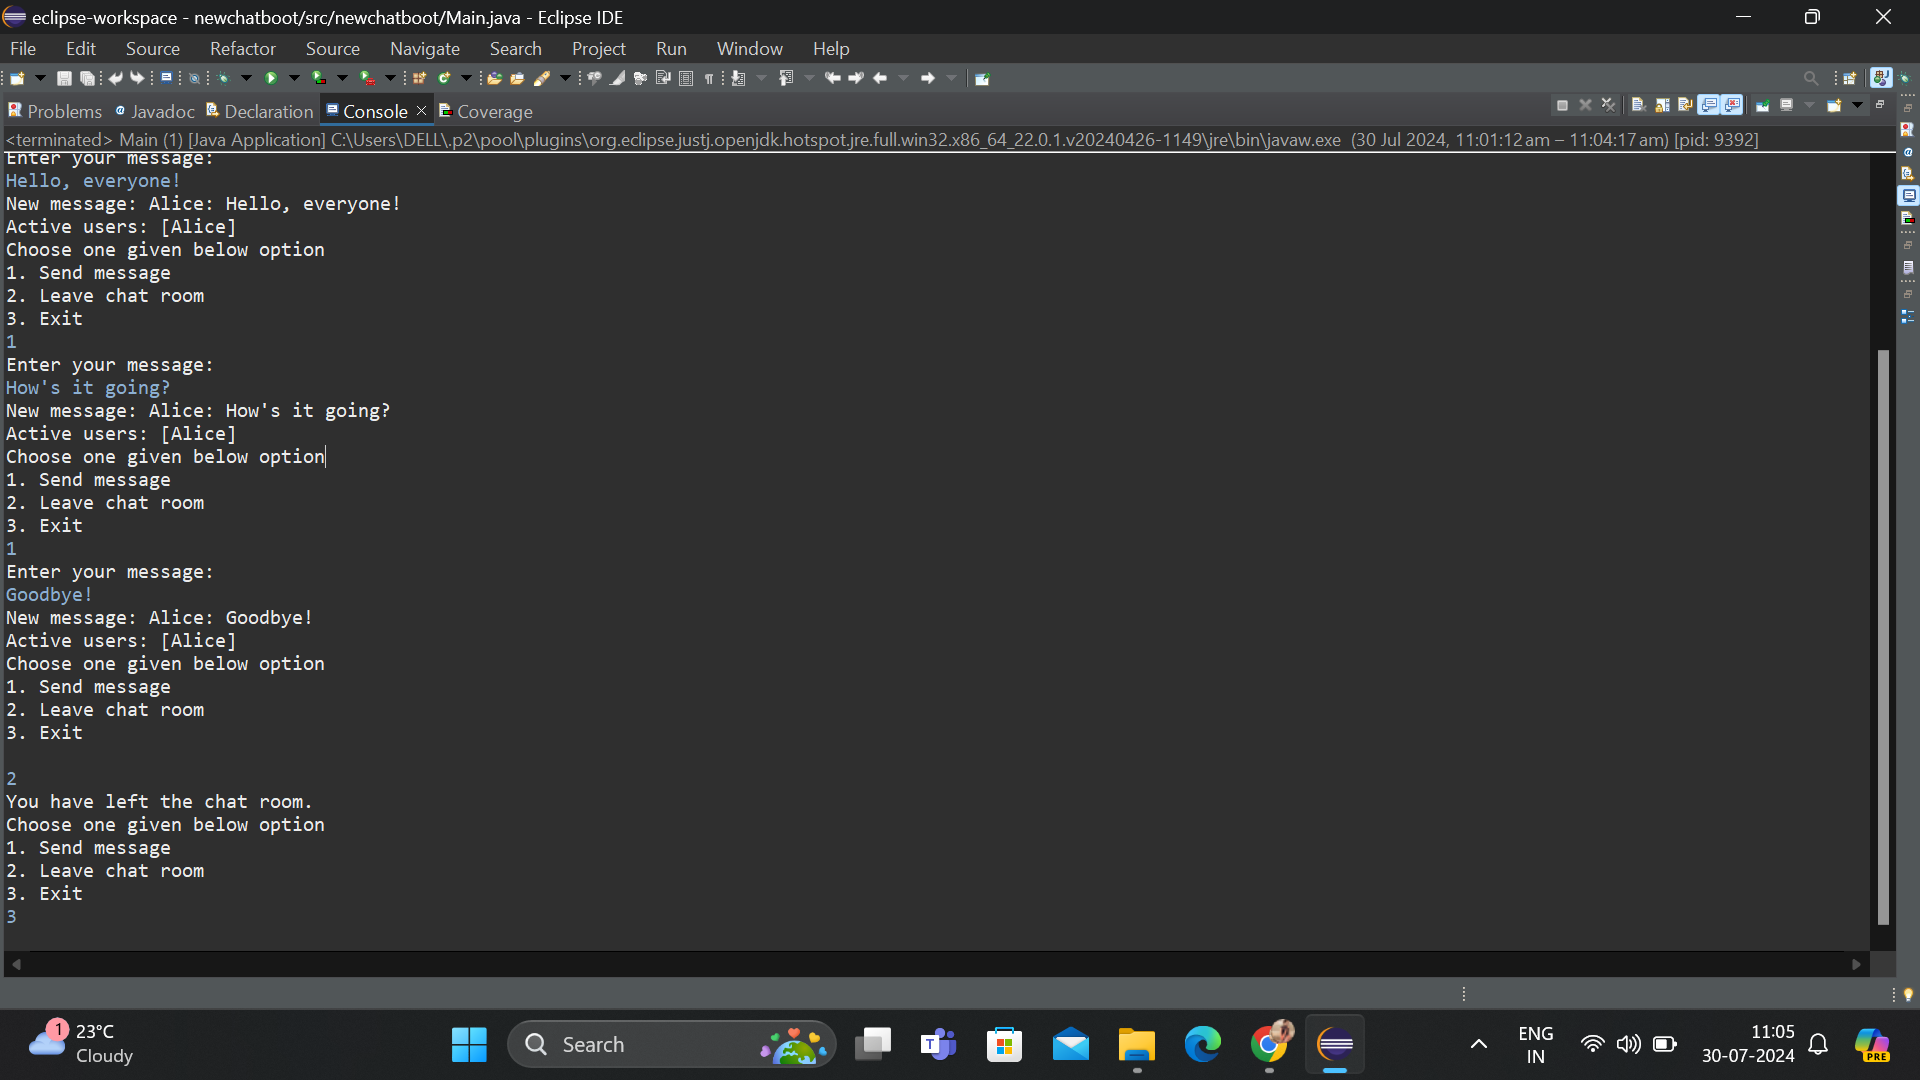 eclipse-workspace - newchatboot/src/newchatboot/Main.java - Eclipse IDE
File Edit Source Refactor Source Navigate Search Project Run Window Help
Problems Javadoc Declaration Console Coverage
<terminated> Main (1) [Java Application] C:\Users\DELL\.p2\pool\plugins\org.eclipse.justj.openjdk.hotspot.jre.full.win32.x86_64_22.0.1.v20240426-1149\jre\bin\javaw.exe (30 Jul 2024, 11:01:12 am – 11:04:17 am) [pid: 9392]
Enter your message:
Hello, everyone!
New message: Alice: Hello, everyone!
Active users: [Alice]
Choose one given below option
1. Send message
2. Leave chat room
3. Exit
1
Enter your message:
How's it going?
New message: Alice: How's it going?
Active users: [Alice]
Choose one given below option
1. Send message
2. Leave chat room
3. Exit
1
Enter your message:
Goodbye!
New message: Alice: Goodbye!
Active users: [Alice]
Choose one given below option
1. Send message
2. Leave chat room
3. Exit
2
You have left the chat room.
Choose one given below option
1. Send message
2. Leave chat room
3. Exit
3
1
23°C
Cloudy
Search
ENG
IN
11:05
30-07-2024
PRE